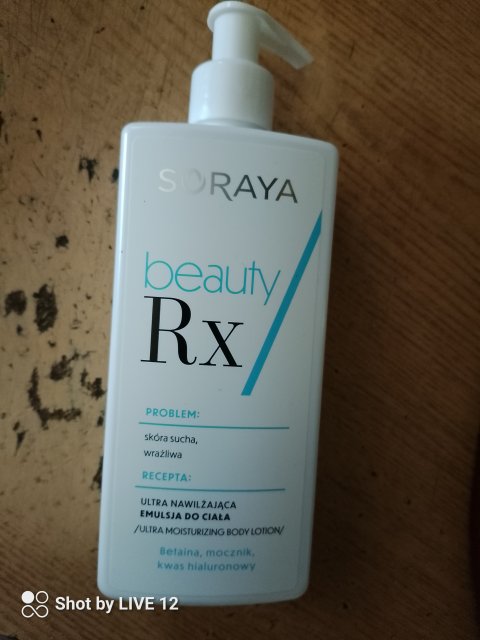 SORAYA
beauty
Rx
PROBLEM:
skóra sucha,
wrażliwa
RECEPTA:
ULTRA NAWILŻAJĄCA
EMULSJA DO CIAŁA
/ULTRA MOISTURIZING BODY LOTION/
Betaina, mocznik,
kwas hialuronowy
Shot by LIVE 12